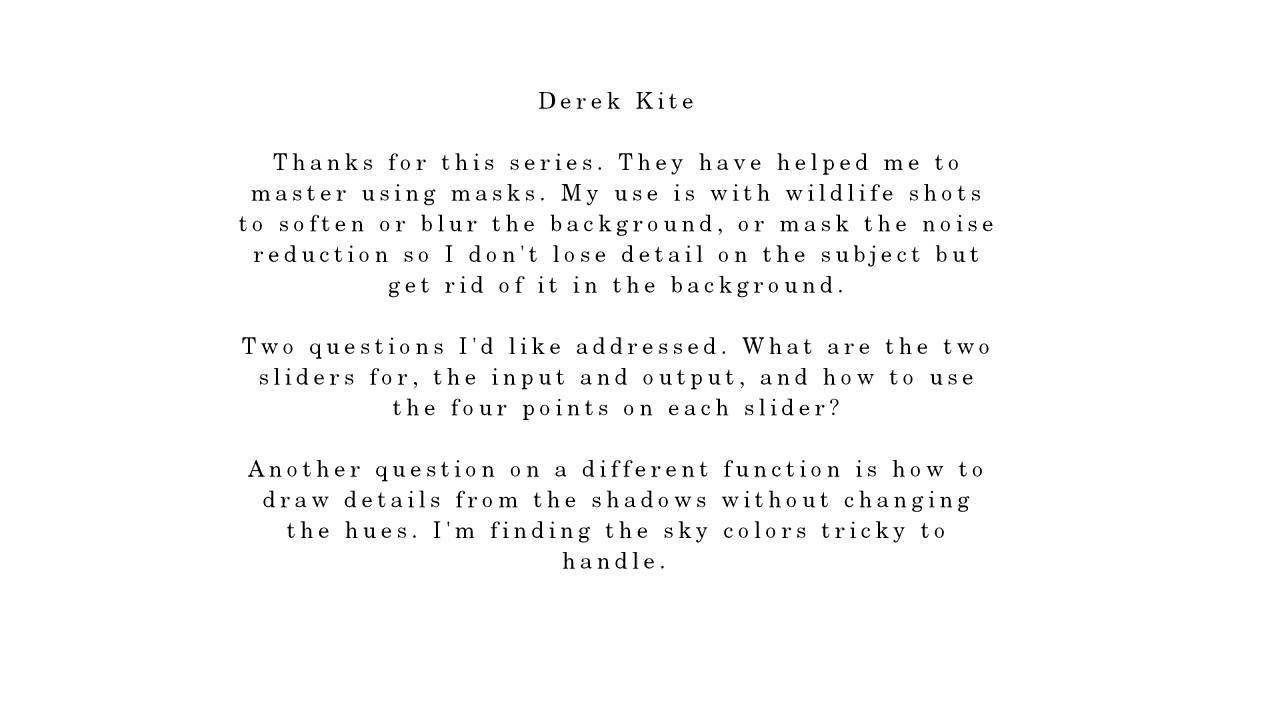 Derek Kite
Thanks for this series. They have helped me to
master using masks. My use is with wildlife shots
to soften or blur the background, or mask the noise
reduction so I don't lose detail on the subject but
get rid of it in the background.
Two questions I'd like addressed. What are the two
sliders for, the input and output, and how to use
the four points on each slider?
Another question on a different function is how to
draw details from the shadows without changing
the hues. I'm finding the sky colors tricky to
handle.